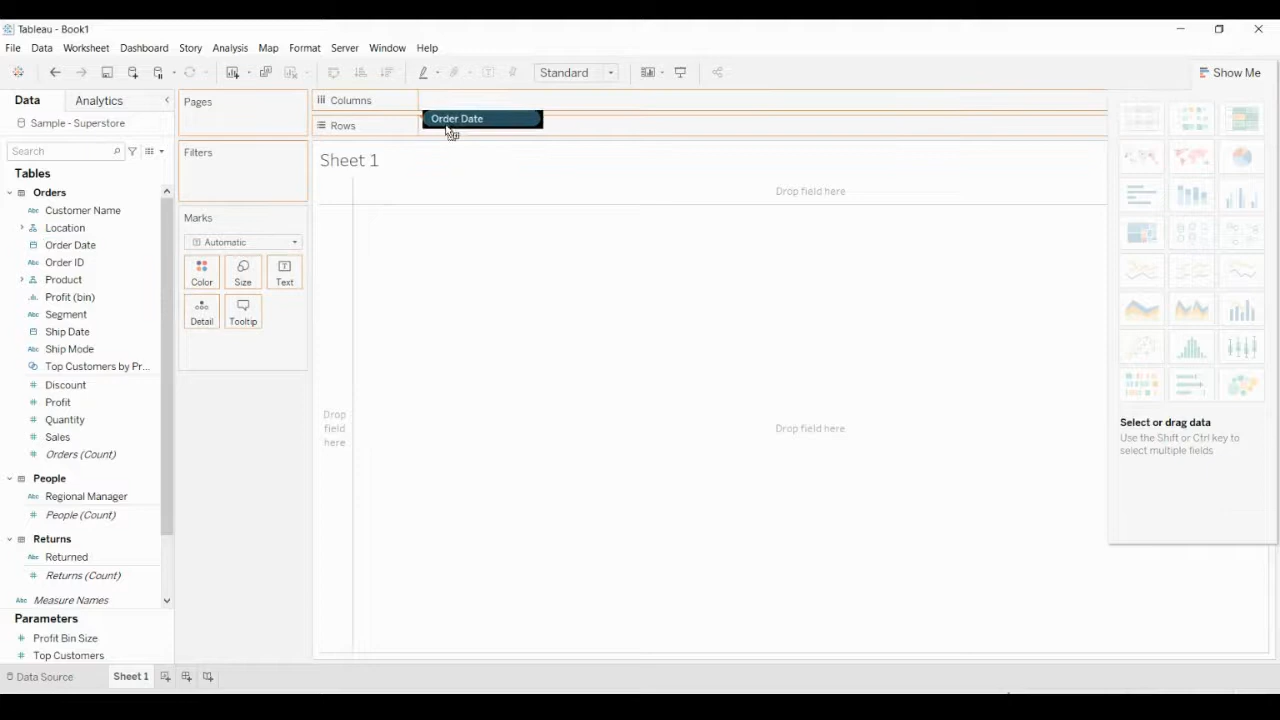 Tableau - Book1
File Data Worksheet Dashboard Story Analysis Map Format Server Window Help
Standard
Show Me
Data Analytics
Pages
Columns
Order Date
Rows
Sample - Superstore
Search
Filters
Sheet 1
Tables
Orders
Customer Name
Location
Order Date
Order ID
Product
Profit (bin)
Segment
Ship Date
Ship Mode
Top Customers by Pr...
Discount
Profit
Quantity
Sales
Orders (Count)
People
Regional Manager
People (Count)
Returns
Returned
Returns (Count)
Measure Names
Parameters
Profit Bin Size
Top Customers
Marks
Automatic
Color Size Text
Detail Tooltip
Drop field here
Drop
field
here
Drop field here
Select or drag data
Use the Shift or Ctrl key to
select multiple fields
Data Source Sheet 1